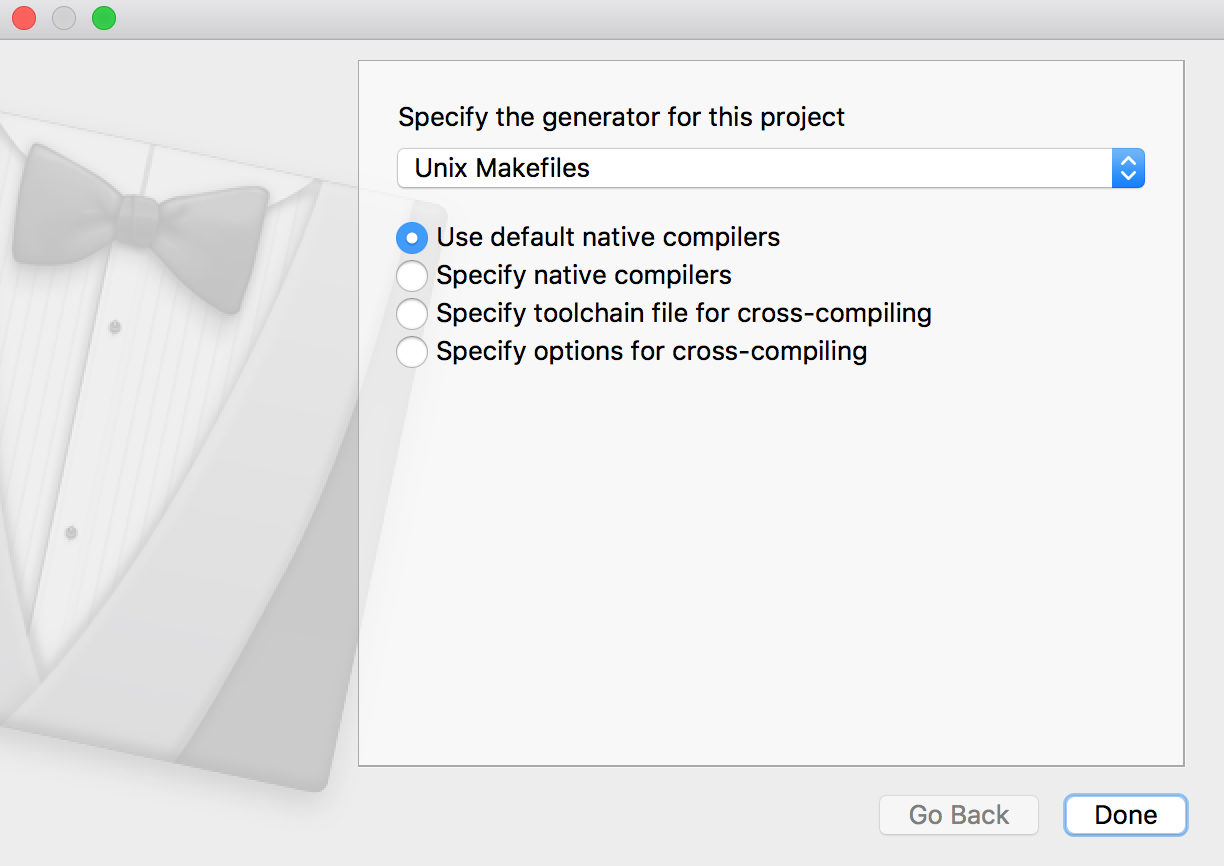 Specify the generator for this project
Unix Makefiles
Use default native compilers
Specify native compilers
Specify toolchain file for cross-compiling
Specify options for cross-compiling
Go Back
Done